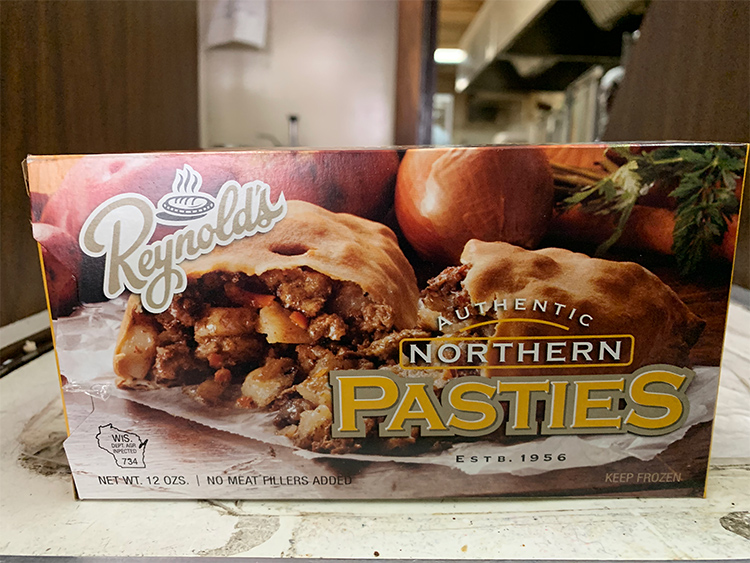 Reynold's
AUTHENTIC
NORTHERN
PASTIES
ESTB. 1956
WIS.
DEPT. AGR.
INSPECTED
734
NET WT. 12 OZS. | NO MEAT FILLERS ADDED
KEEP FROZEN